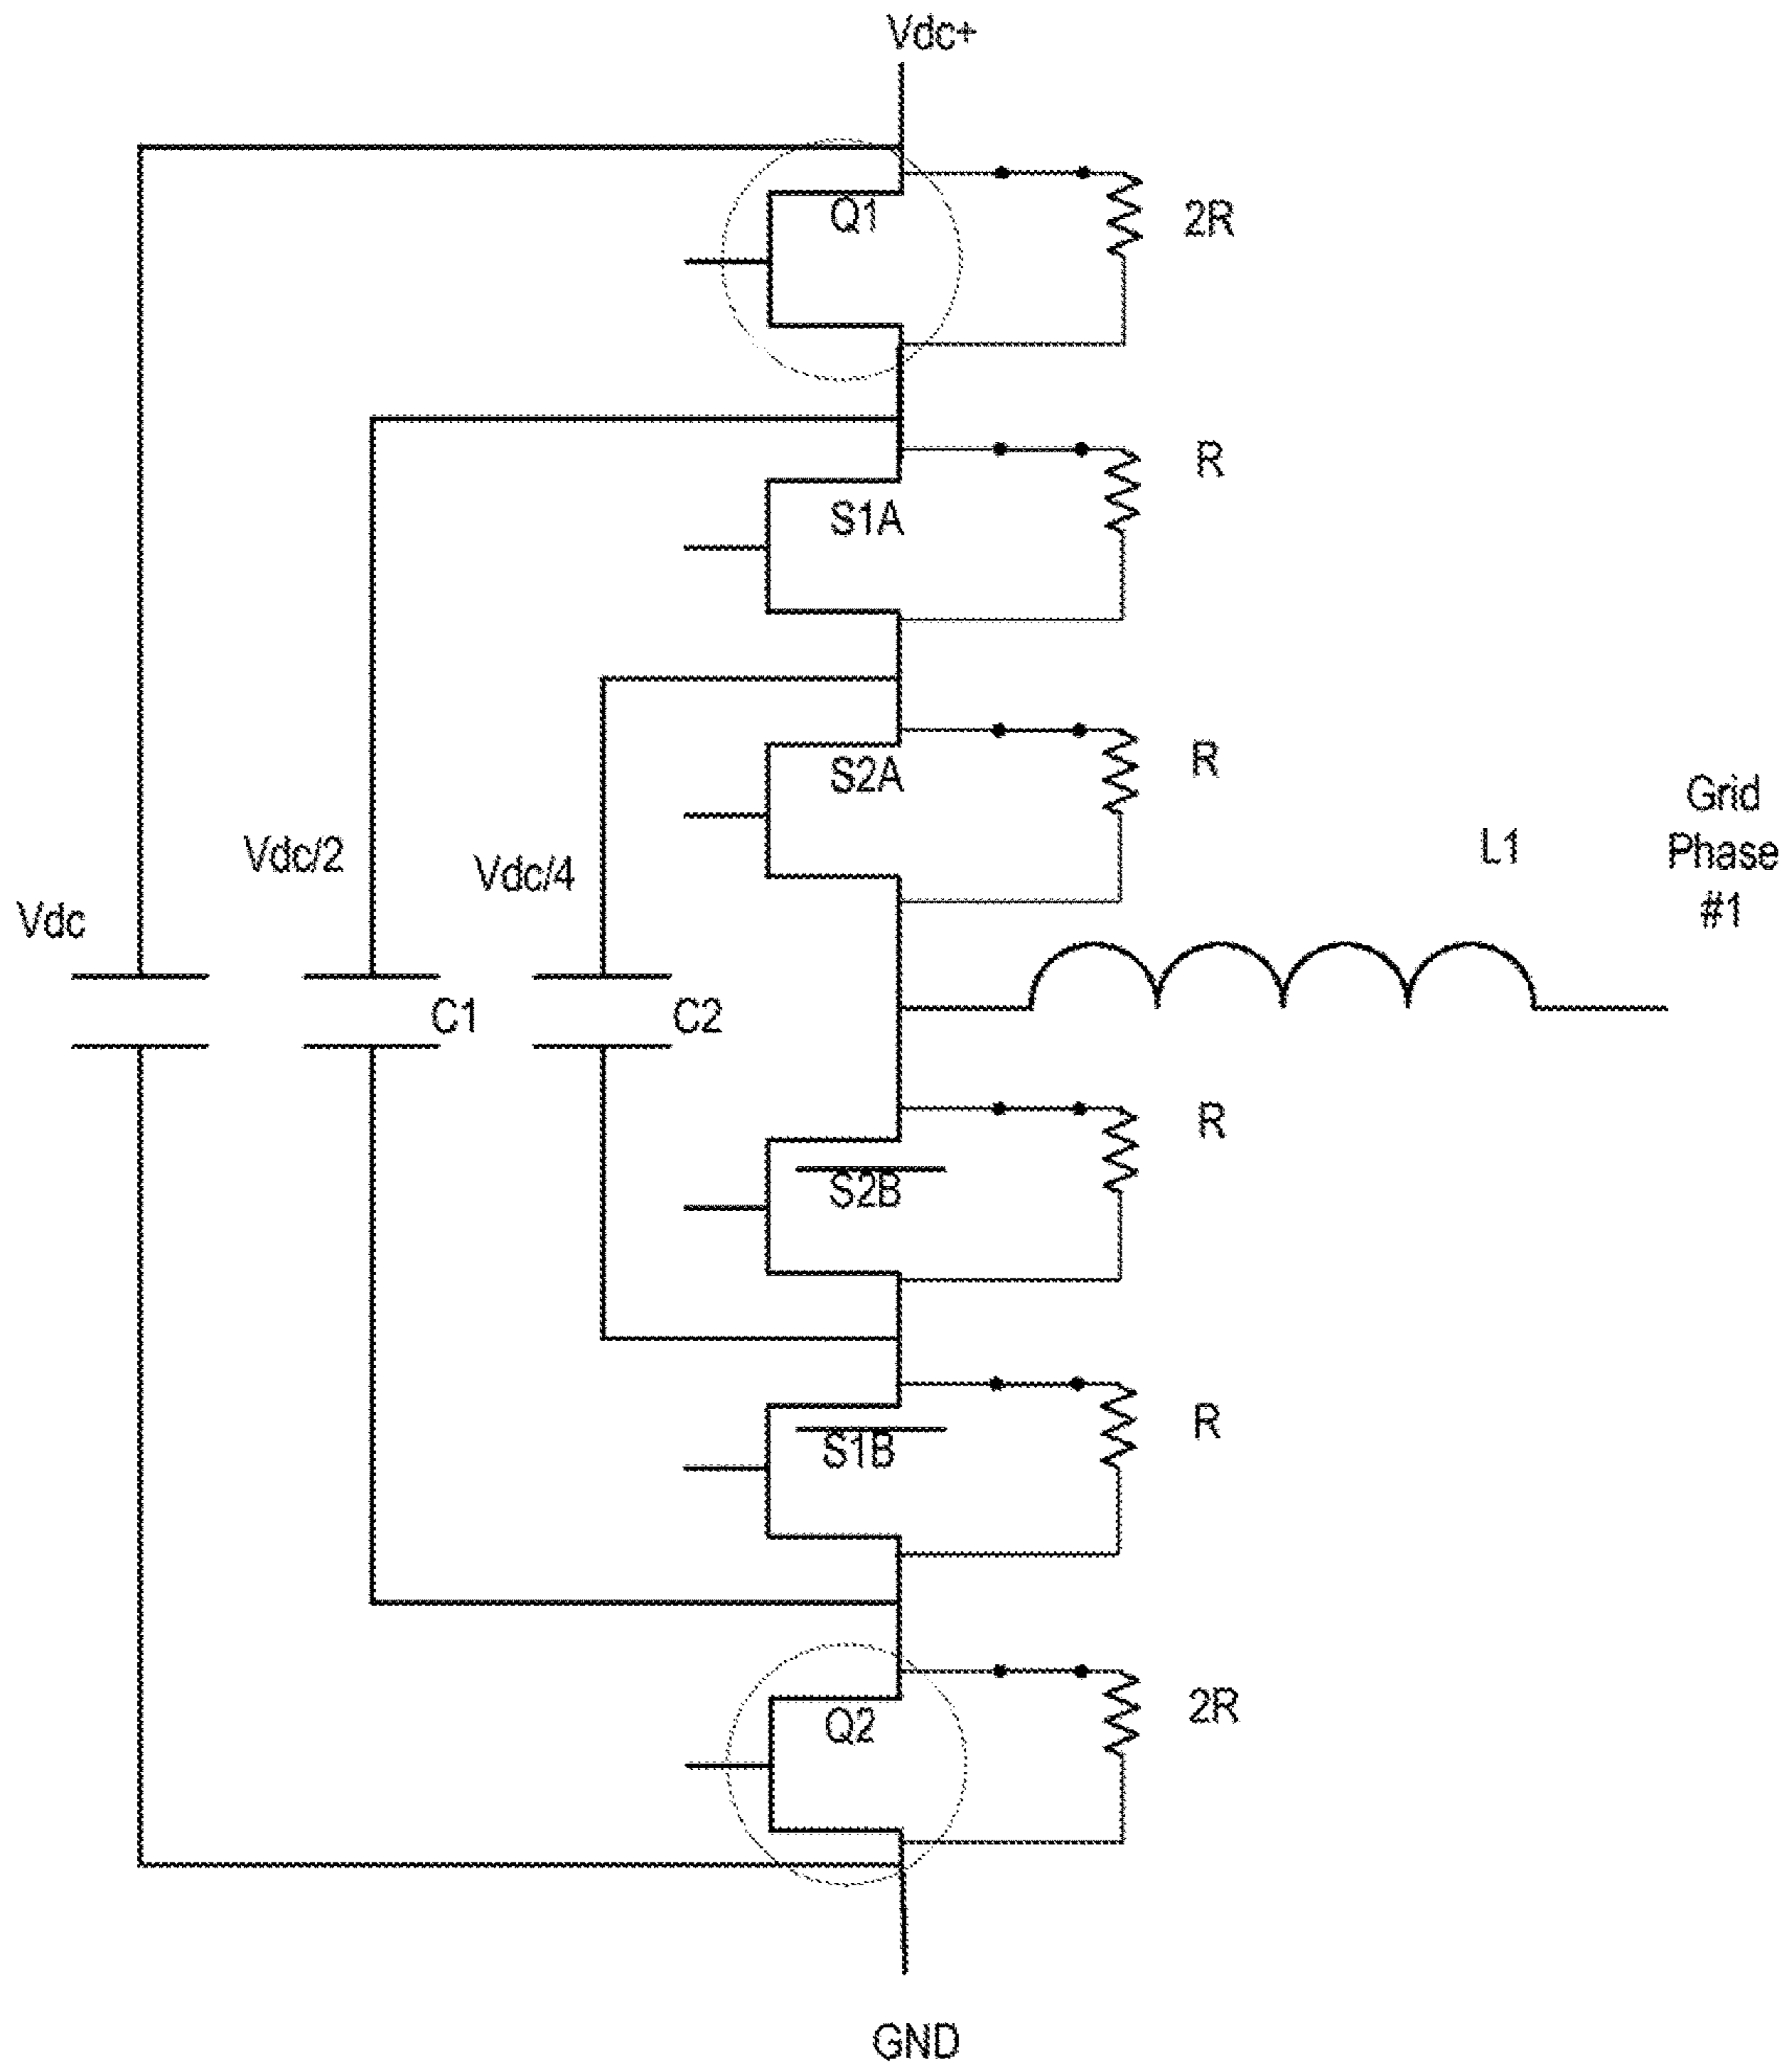 Vdc+
Q1
2R
R
S1A
S2A
R
Grid
Phase
#1
L1
Vdc/2
Vdc/4
Vdc
C1
C2
R
S2B
R
S1B
2R
Q2
GND